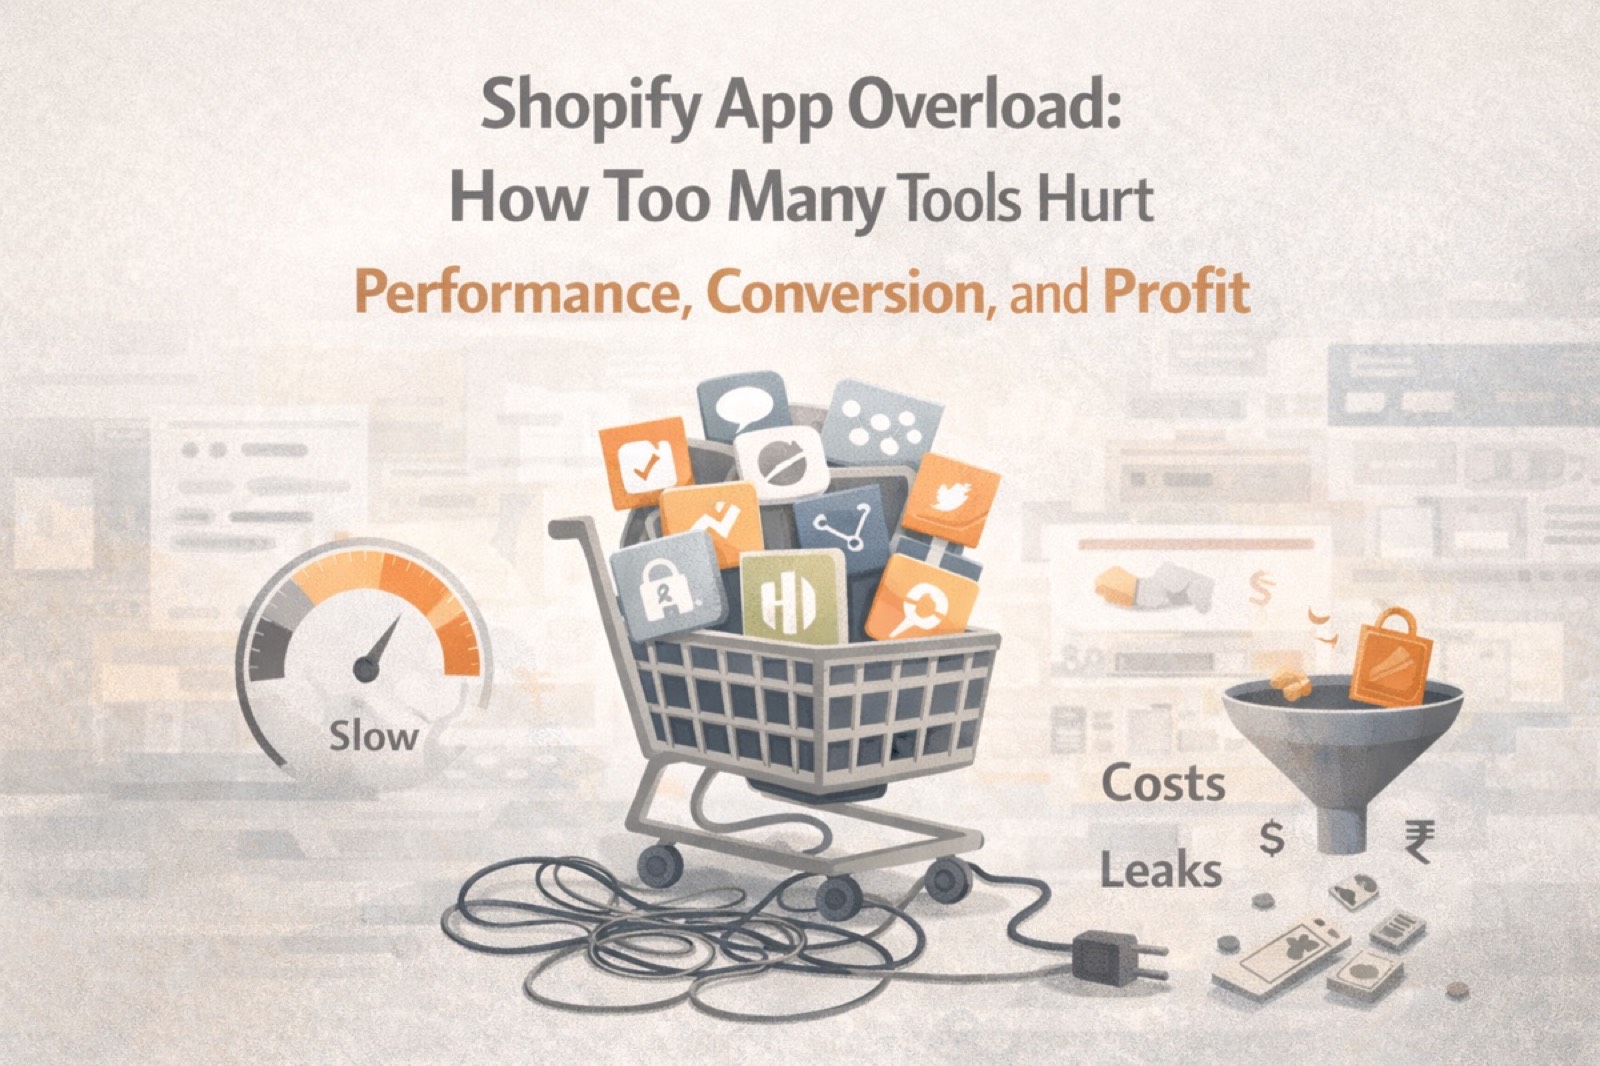 Shopify App Overload:
How Too Many Tools Hurt
Performance, Conversion, and Profit
Slow
Costs
$ ₹
Leaks